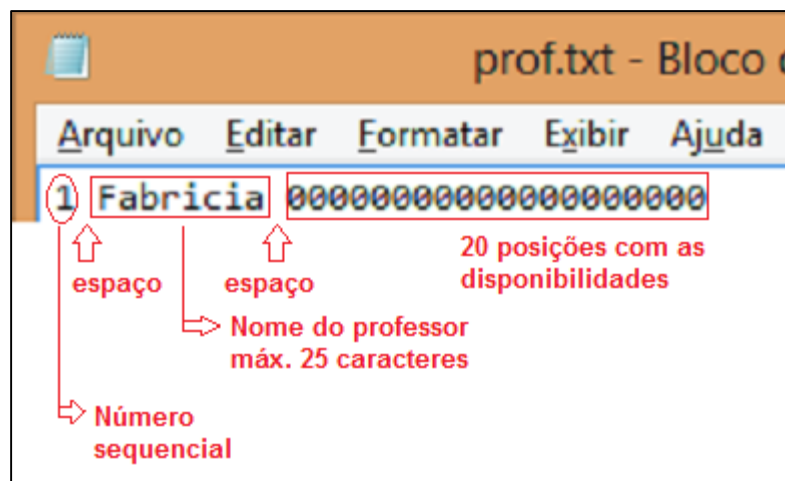 prof.txt - Bloco
Arquivo Editar Formatar Exibir Ajuda
1 Fabricia 00000000000000000000
espaço espaço 20 posições com as
disponibilidades
Nome do professor
máx. 25 caracteres
Número
sequencial